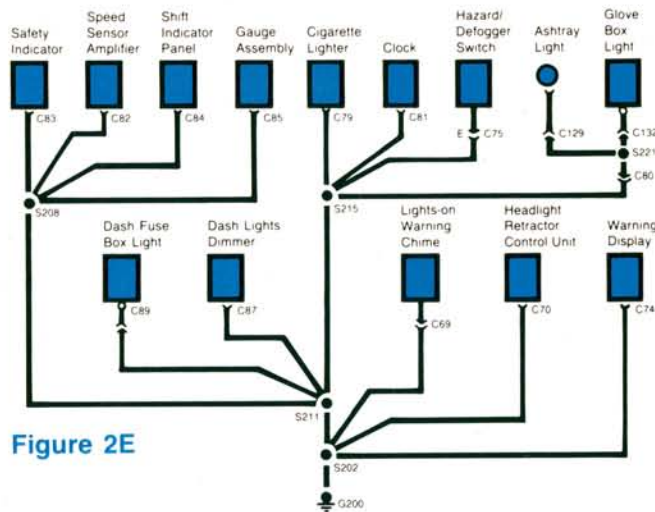 Safety
Indicator
Speed
Sensor
Amplifier
Shift
Indicator
Panel
Gauge
Assembly
Cigarette
Lighter
Clock
Hazard/
Defogger
Switch
Ashtray
Light
Glove
Box
Light
C83
C82
C84
C85
C79
C81
E
C75
C129
C132
S221
C80
S208
S215
Dash Fuse
Box Light
Dash Lights
Dimmer
Lights-on
Warning
Chime
Headlight
Retractor
Control Unit
Warning
Display
C89
C87
C69
C70
C74
S211
Figure 2E
S202
G200